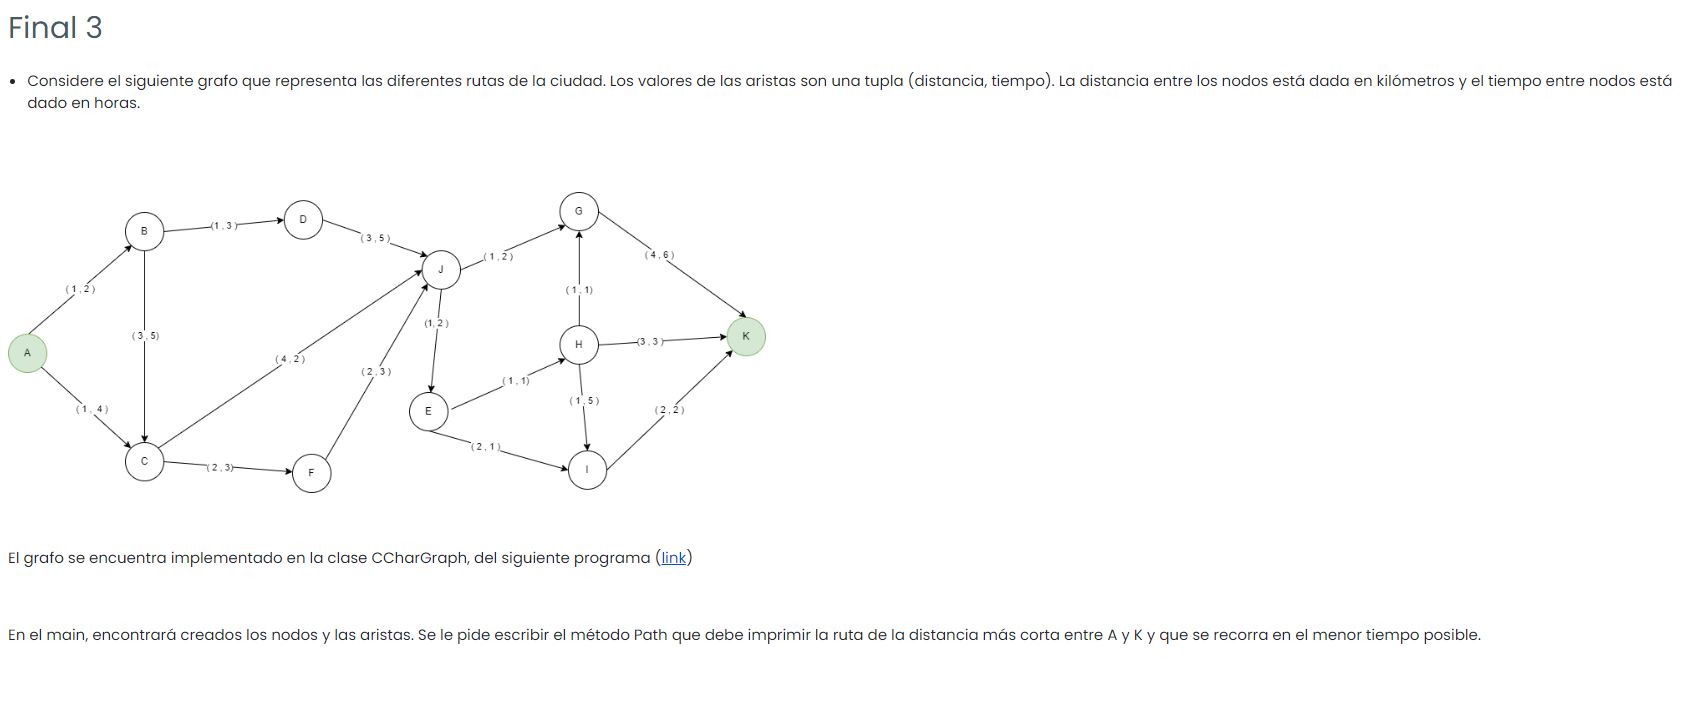 Final 3
• Considere el siguiente grafo que representa las diferentes rutas de la ciudad. Los valores de las aristas son una tupla (distancia, tiempo). La distancia entre los nodos está dada en kilómetros y el tiempo entre nodos está
dado en horas.
G
D
B
(1,3)
(3,5)
(1,2)
(4,6)
J
(1,2)
(1,1)
(1,2)
(3,5)
K
H
(3,3)
A
(4,2)
(2,3)
(1,1)
(1,5)
(1,4)
E
(2,2)
(2,1)
C
(2,3)
F
I
El grafo se encuentra implementado en la clase CCharGraph, del siguiente programa (link)
En el main, encontrará creados los nodos y las aristas. Se le pide escribir el método Path que debe imprimir la ruta de la distancia más corta entre A y K y que se recorra en el menor tiempo posible.